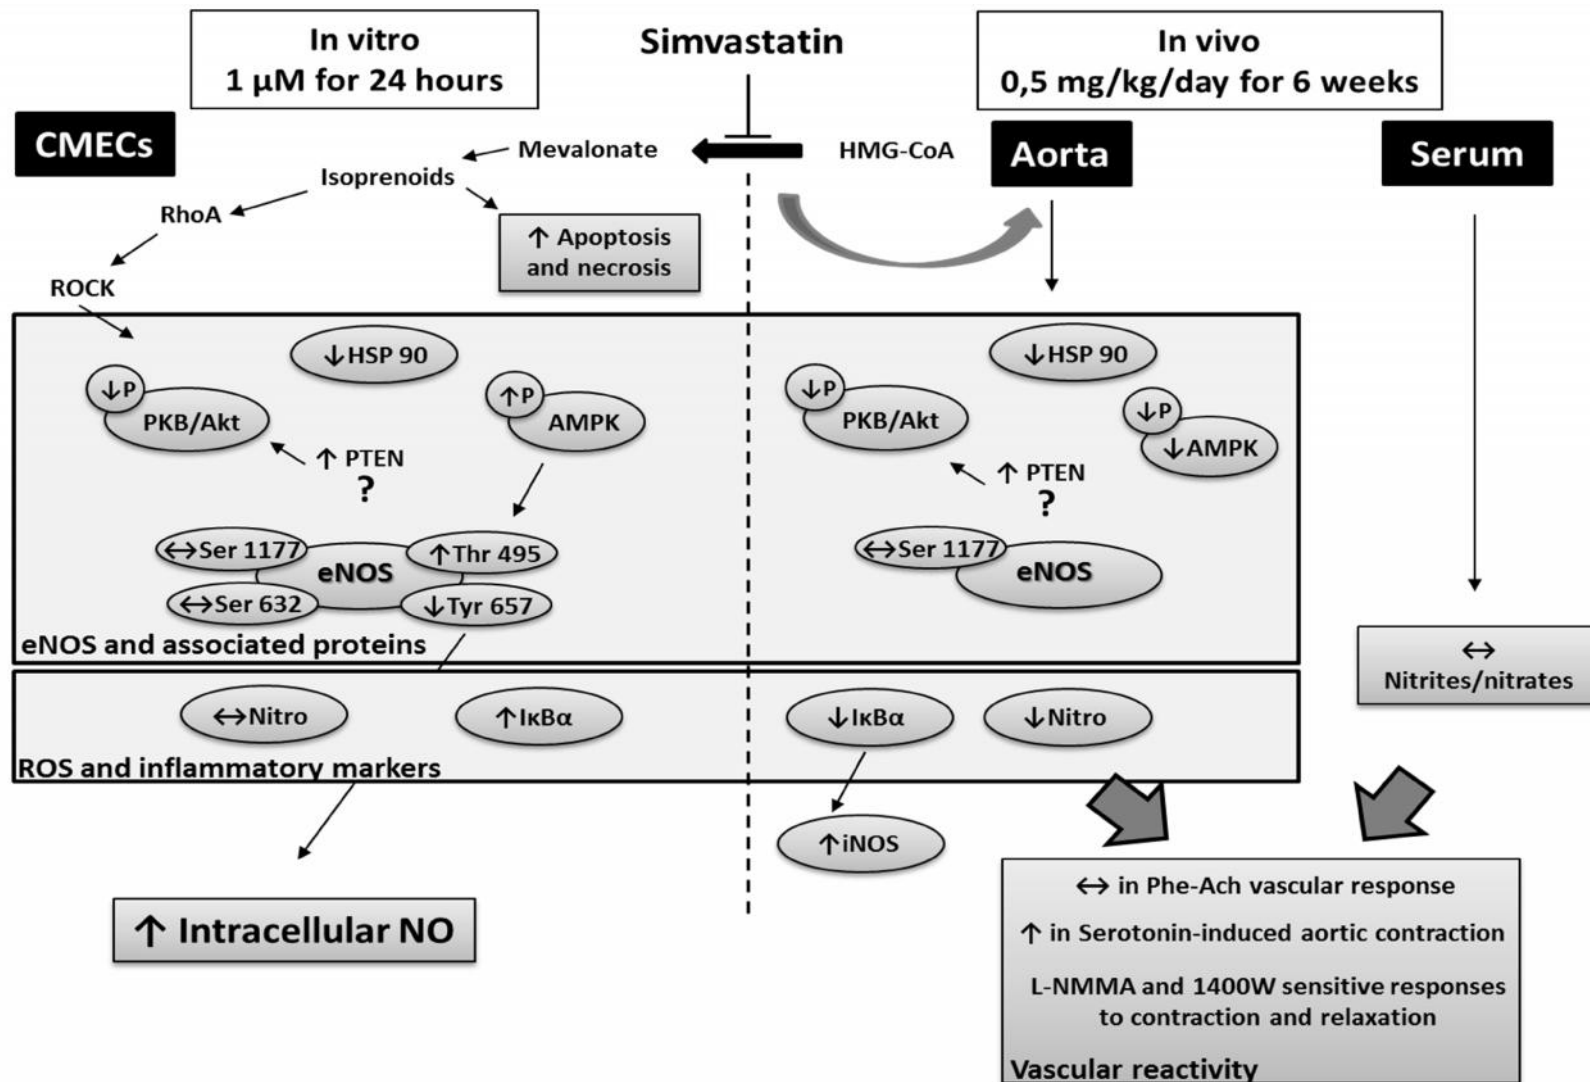 In vitro
1 µM for 24 hours
Simvastatin
In vivo
0,5 mg/kg/day for 6 weeks
CMECs
Mevalonate
HMG-CoA
Aorta
Serum
Isoprenoids
RhoA
↑ Apoptosis
and necrosis
ROCK
↓HSP 90
↓P
PKB/Akt
↑P
AMPK
↑ PTEN
?
↔Ser 1177
↑Thr 495
eNOS
↔Ser 632
↓Tyr 657
eNOS and associated proteins
↓HSP 90
↓P
PKB/Akt
↓P
↓AMPK
↑ PTEN
?
↔Ser 1177
eNOS
↔
Nitrites/nitrates
↔Nitro
↑IκBα
↓IκBα
↓Nitro
ROS and inflammatory markers
↑iNOS
↑ Intracellular NO
↔ in Phe-Ach vascular response
↑ in Serotonin-induced aortic contraction
L-NMMA and 1400W sensitive responses
to contraction and relaxation
Vascular reactivity